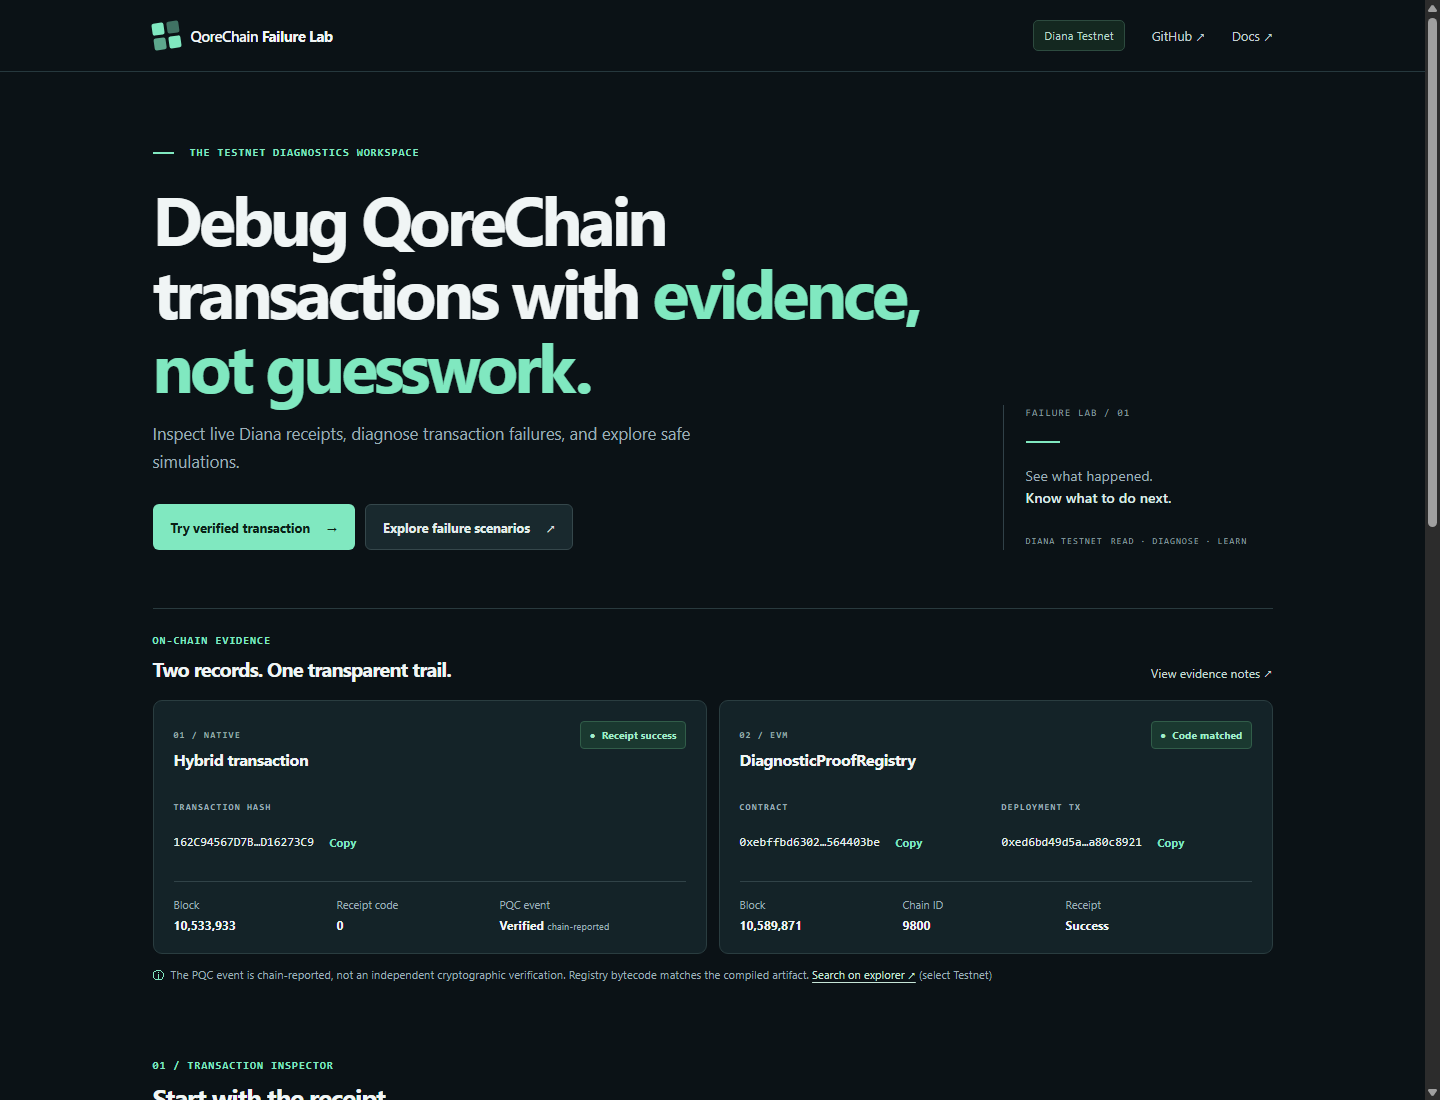 QoreChain Failure Lab
Diana Testnet
GitHub ↗
Docs ↗
THE TESTNET DIAGNOSTICS WORKSPACE
Debug QoreChain
transactions with evidence,
not guesswork.
Inspect live Diana receipts, diagnose transaction failures, and explore safe
simulations.
Try verified transaction →
Explore failure scenarios ↗
FAILURE LAB / 01
See what happened.
Know what to do next.
DIANA TESTNET READ · DIAGNOSE · LEARN
ON-CHAIN EVIDENCE
Two records. One transparent trail.
View evidence notes ↗
01 / NATIVE
Receipt success
Hybrid transaction
TRANSACTION HASH
162C94567D7B…D16273C9 Copy
Block
10,533,933
Receipt code
0
PQC event
Verified chain-reported
02 / EVM
Code matched
DiagnosticProofRegistry
CONTRACT
0xebffbd6302…564403be Copy
DEPLOYMENT TX
0xed6bd49d5a…a80c8921 Copy
Block
10,589,871
Chain ID
9800
Receipt
Success
The PQC event is chain-reported, not an independent cryptographic verification. Registry bytecode matches the compiled artifact. Search on explorer ↗ (select Testnet)
01 / TRANSACTION INSPECTOR
Start with the receipt